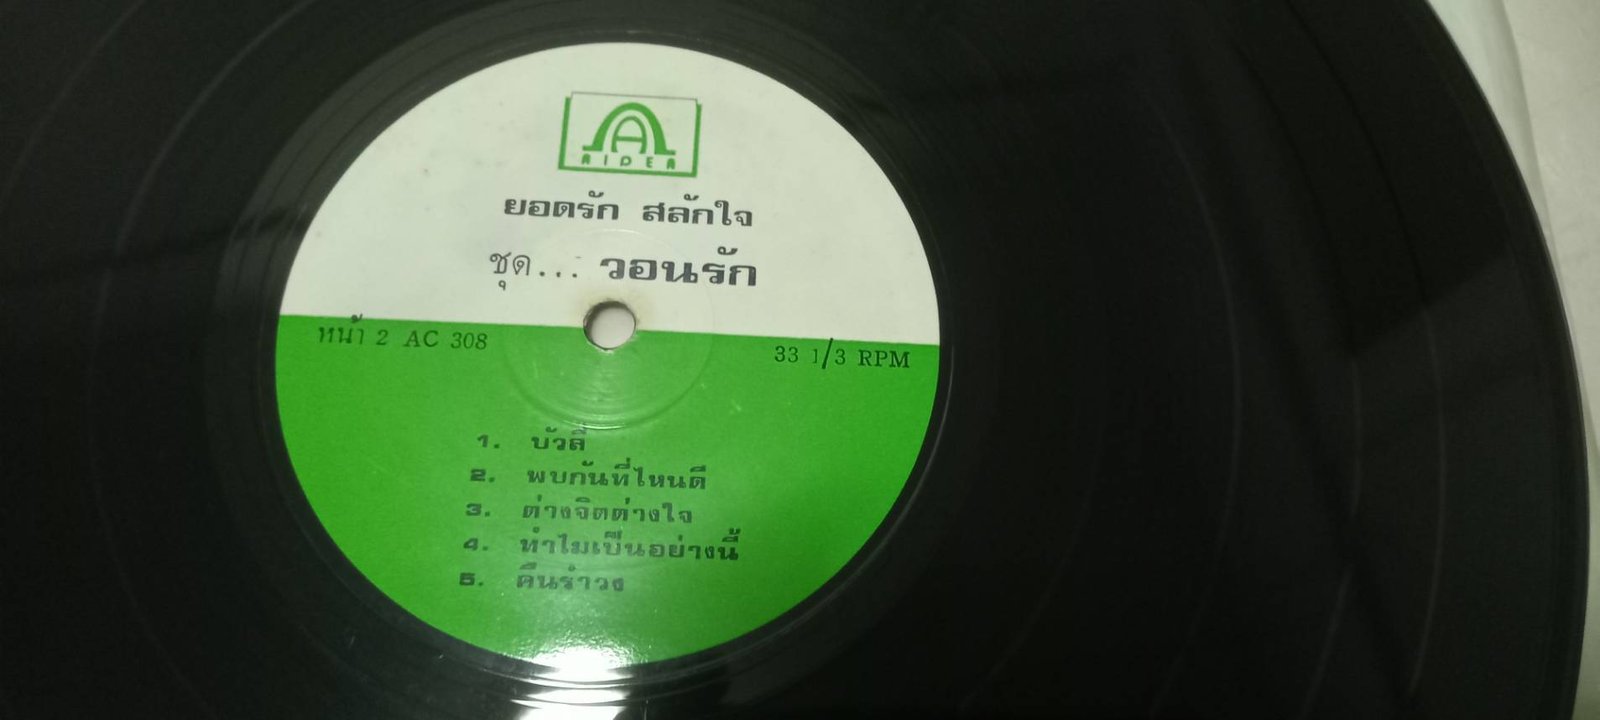 A
AIDEA
ยอดรัก สลักใจ
ชุด... วอนรัก
หน้า 2 AC 308
33 1/3 RPM
1. บัวสี
2. พบกันที่ไหนดี
3. ต่างจิตต่างใจ
4. ทำไมเป็นอย่างนี้
5. คืนรำวง